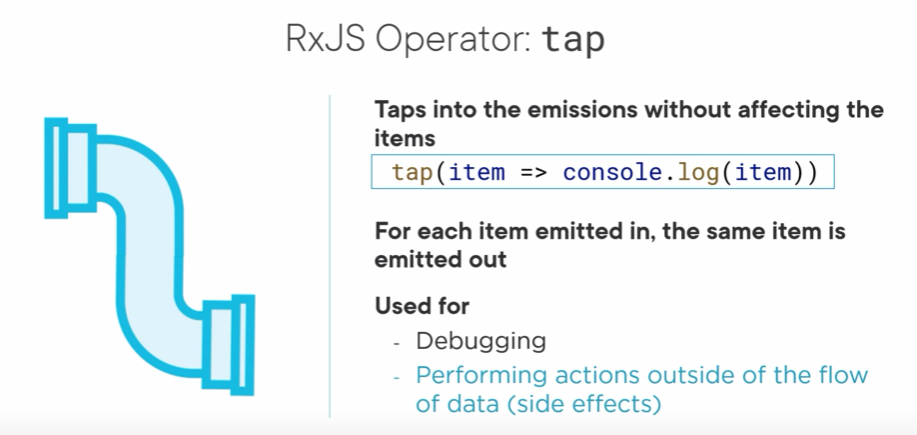 RxJS Operator: tap
Taps into the emissions without affecting the
items
tap(item => console.log(item))
For each item emitted in, the same item is
emitted out
Used for
- Debugging
- Performing actions outside of the flow
of data (side effects)